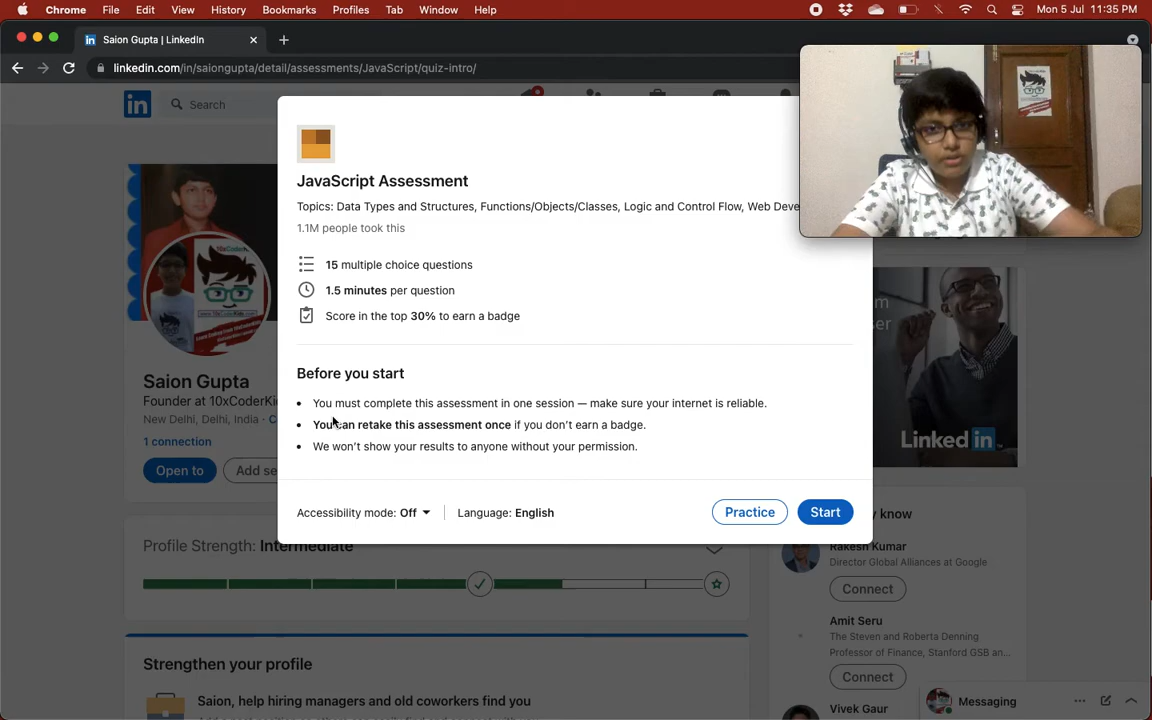 Chrome File Edit View History Bookmarks Profiles Tab Window Help Mon 5 Jul 11:35 PM
Saion Gupta | LinkedIn
linkedin.com/in/saiongupta/detail/assessments/JavaScript/quiz-intro/
in Search
JavaScript Assessment
Topics: Data Types and Structures, Functions/Objects/Classes, Logic and Control Flow, Web Deve
1.1M people took this
15 multiple choice questions
1.5 minutes per question
Score in the top 30% to earn a badge
Before you start
You must complete this assessment in one session — make sure your internet is reliable.
You can retake this assessment once if you don't earn a badge.
We won't show your results to anyone without your permission.
Accessibility mode: Off
Language: English
Practice
Start
Saion Gupta
Founder at 10xCoderKi
New Delhi, Delhi, India · C
1 connection
Open to
Add se
Profile Strength: Intermediate
Strengthen your profile
Saion, help hiring managers and old coworkers find you
LinkedIn
know
Rakesh Kumar
Director Global Alliances at Google
Connect
Amit Seru
The Steven and Roberta Denning
Professor of Finance, Stanford GSB an...
Connect
Vivek Gaur
Messaging